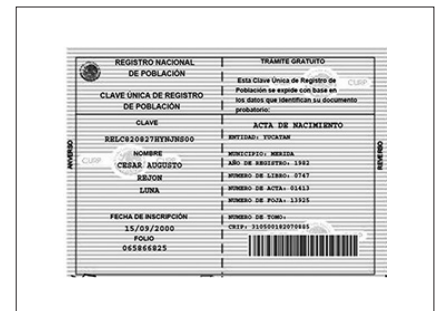 REGISTRO NACIONAL
DE POBLACIÓN
CLAVE ÚNICA DE REGISTRO
DE POBLACIÓN
CLAVE
RELC820827HYNJNS00
NOMBRE
CESAR AUGUSTO
REJON
LUNA
FECHA DE INSCRIPCIÓN
15/09/2000
FOLIO
065866825
ANVERSO
TRÁMITE GRATUITO
Esta Clave Única de Registro de
Población se expide con base en
los datos que identifican su documento
probatorio:
ACTA DE NACIMIENTO
ENTIDAD: YUCATAN
MUNICIPIO: MERIDA
AÑO DE REGISTRO: 1982
NUMERO DE LIBRO: 0747
NUMERO DE ACTA: 01413
NUMERO DE FOJA: 13925
NUMERO DE TOMO:
CRIP:
REVERSO
CURP
CURP